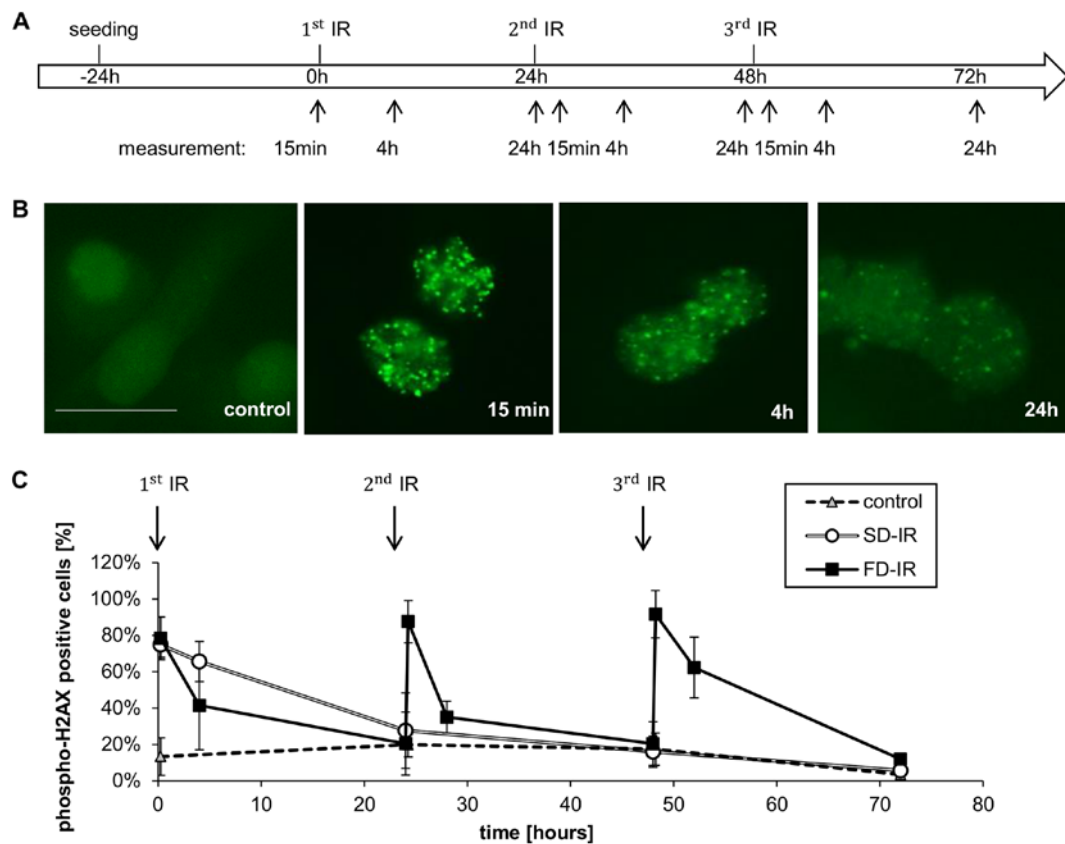 A
seeding 1st IR 2nd IR 3rd IR
-24h 0h 24h 48h 72h
measurement: 15min 4h 24h 15min 4h 24h 15min 4h 24h
B
control 15 min 4h 24h
C
1st IR 2nd IR 3rd IR
control
SD-IR
FD-IR
phospho-H2AX positive cells [%]
120%
100%
80%
60%
40%
20%
0%
0 10 20 30 40 50 60 70 80
time [hours]